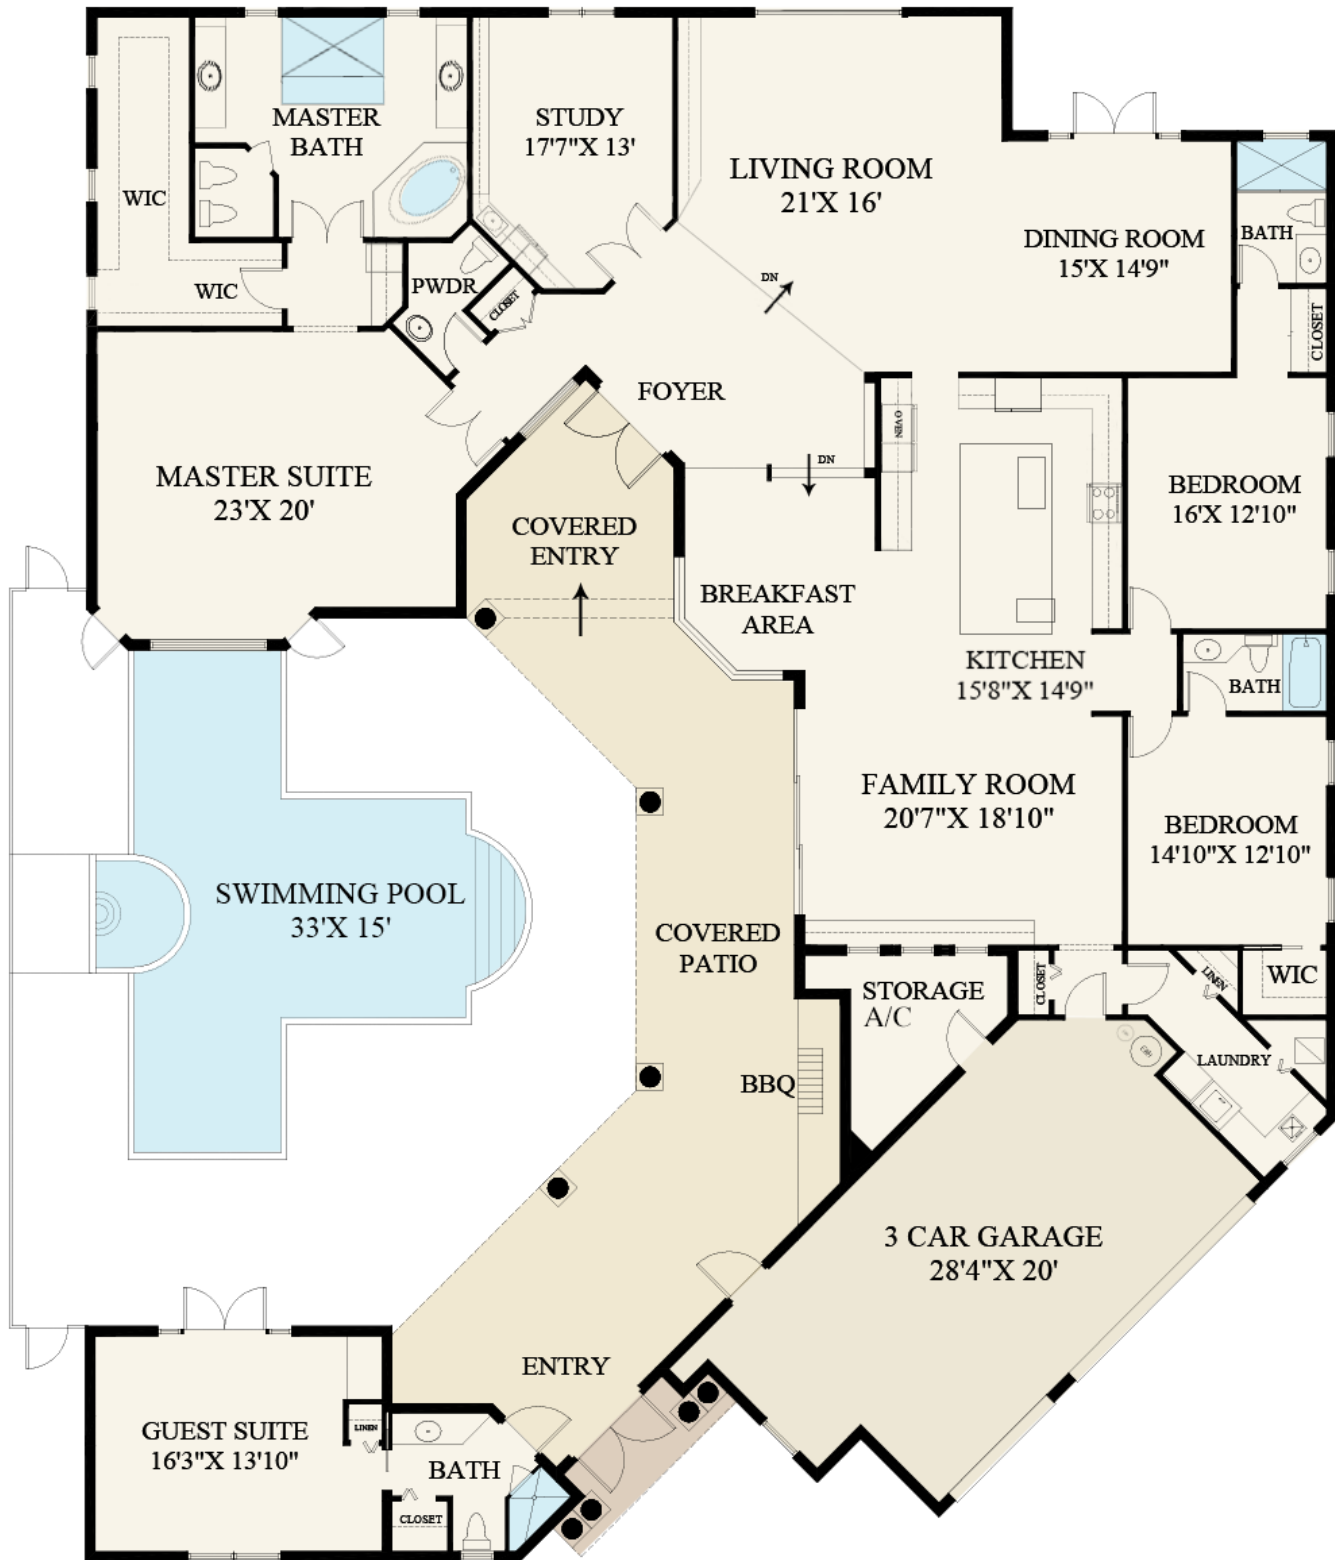 MASTER
BATH
STUDY
17'7"X 13'
LIVING ROOM
21'X 16'
WIC
WIC
PWDR
CLOSET
DINING ROOM
15'X 14'9"
BATH
CLOSET
DN
FOYER
OVEN
DN
MASTER SUITE
23'X 20'
COVERED
ENTRY
BREAKFAST
AREA
BEDROOM
16'X 12'10"
KITCHEN
15'8"X 14'9"
BATH
FAMILY ROOM
20'7"X 18'10"
BEDROOM
14'10"X 12'10"
SWIMMING POOL
33'X 15'
COVERED
PATIO
STORAGE
A/C
CLOSET
LINEN
WIC
LAUNDRY
BBQ
3 CAR GARAGE
28'4"X 20'
ENTRY
GUEST SUITE
16'3"X 13'10"
LINEN
BATH
CLOSET